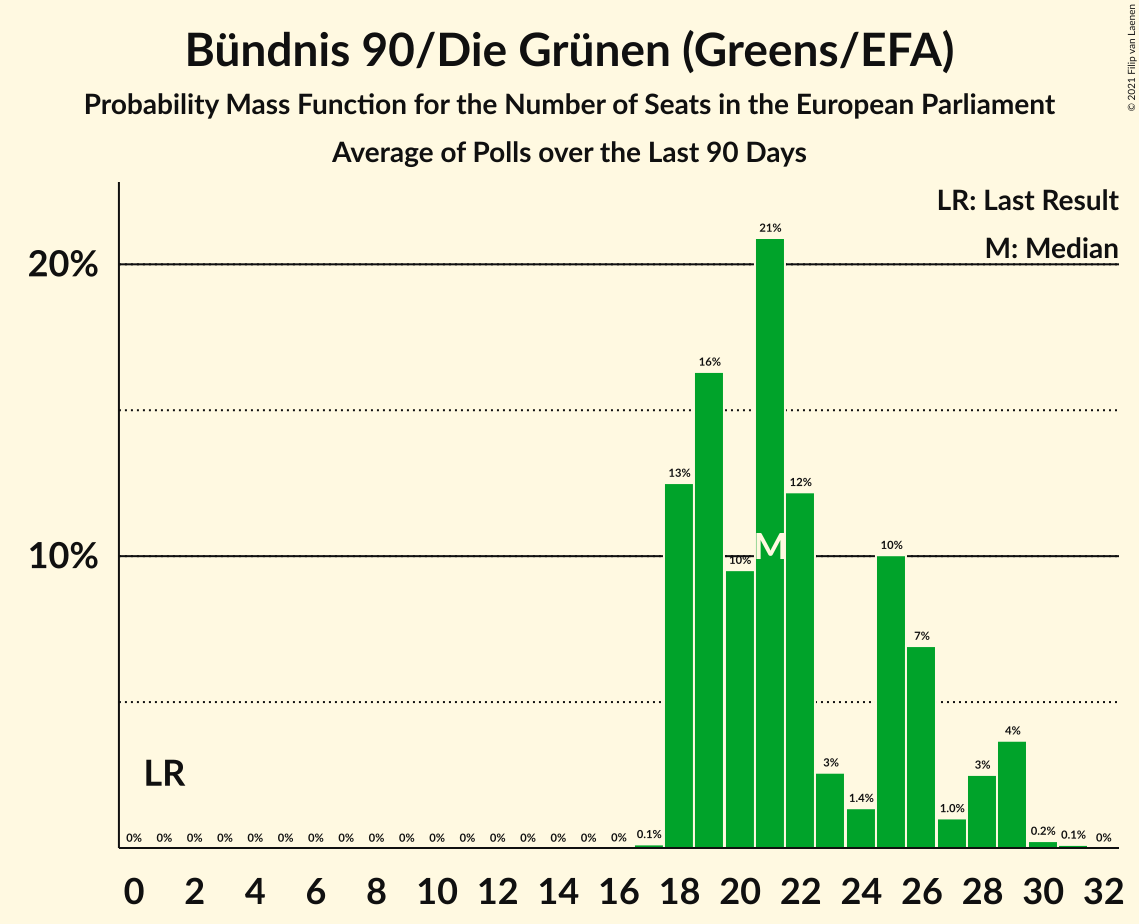 Bündnis 90/Die Grünen (Greens/EFA)
Probability Mass Function for the Number of Seats in the European Parliament
Average of Polls over the Last 90 Days
© 2021 Filip van Laenen
LR: Last Result
M: Median
20%
10%
21%
16%
13%
12%
10%
M
10%
7%
3%
1.4%
1.0%
3%
4%
LR
0% 0% 0% 0% 0% 0% 0% 0% 0% 0% 0% 0% 0% 0% 0% 0% 0% 0.1% 0.2% 0.1% 0%
0 2 4 6 8 10 12 14 16 18 20 22 24 26 28 30 32